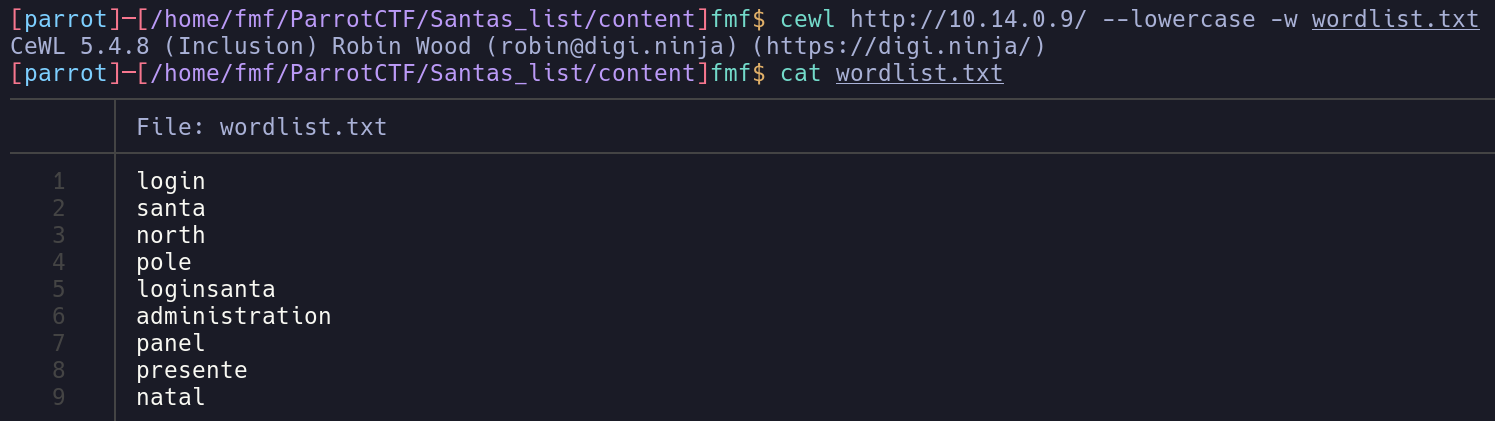 [parrot]─[/home/fmf/ParrotCTF/Santas_list/content]fmf$ cewl http://10.14.0.9/ --lowercase -w wordlist.txt
CeWL 5.4.8 (Inclusion) Robin Wood (robin@digi.ninja) (https://digi.ninja/)
[parrot]─[/home/fmf/ParrotCTF/Santas_list/content]fmf$ cat wordlist.txt
File: wordlist.txt
1 login
2 santa
3 north
4 pole
5 loginsanta
6 administration
7 panel
8 presente
9 natal